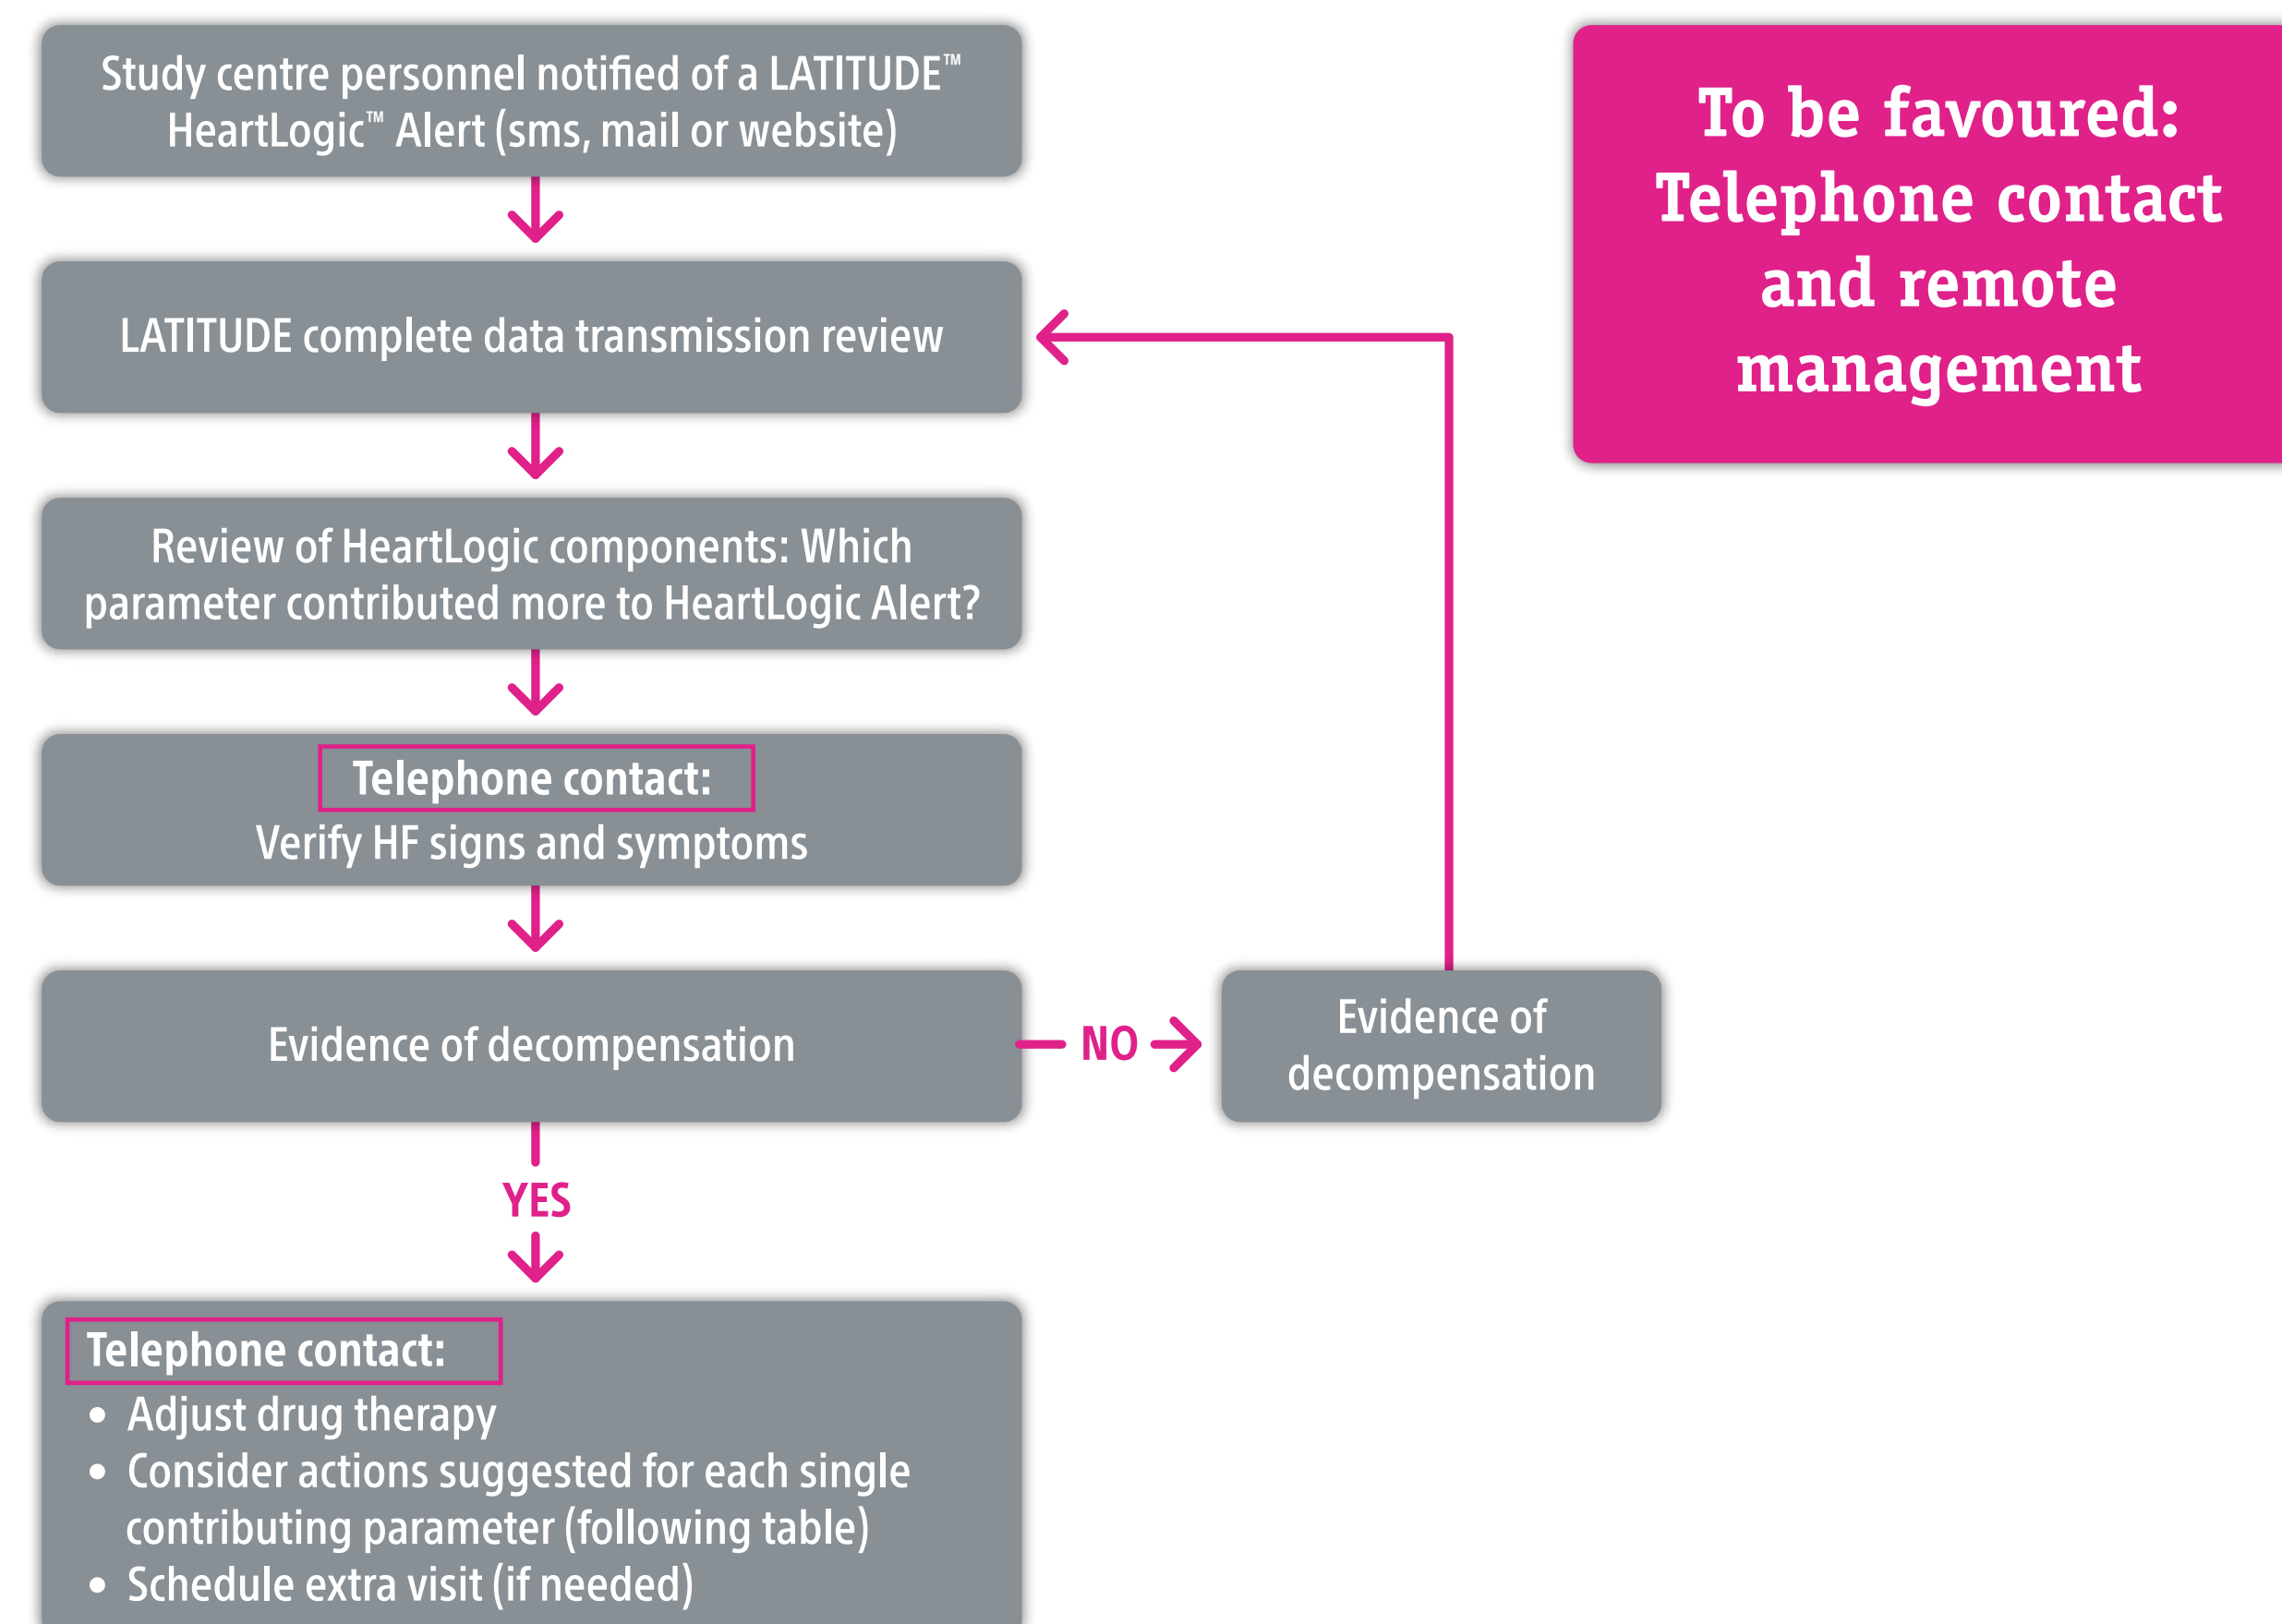 Study centre personnel notified of a LATITUDE™
HeartLogic™ Alert (sms, mail or website)
To be favoured:
Telephone contact
and remote
management
LATITUDE complete data transmission review
Review of HeartLogic components: Which
parameter contributed more to HeartLogic Alert?
Telephone contact:
Verify HF signs and symptoms
Evidence of decompensation
NO
Evidence of
decompensation
YES
Telephone contact:
• Adjust drug therapy
• Consider actions suggested for each single
contributing parameter (following table)
• Schedule extra visit (if needed)